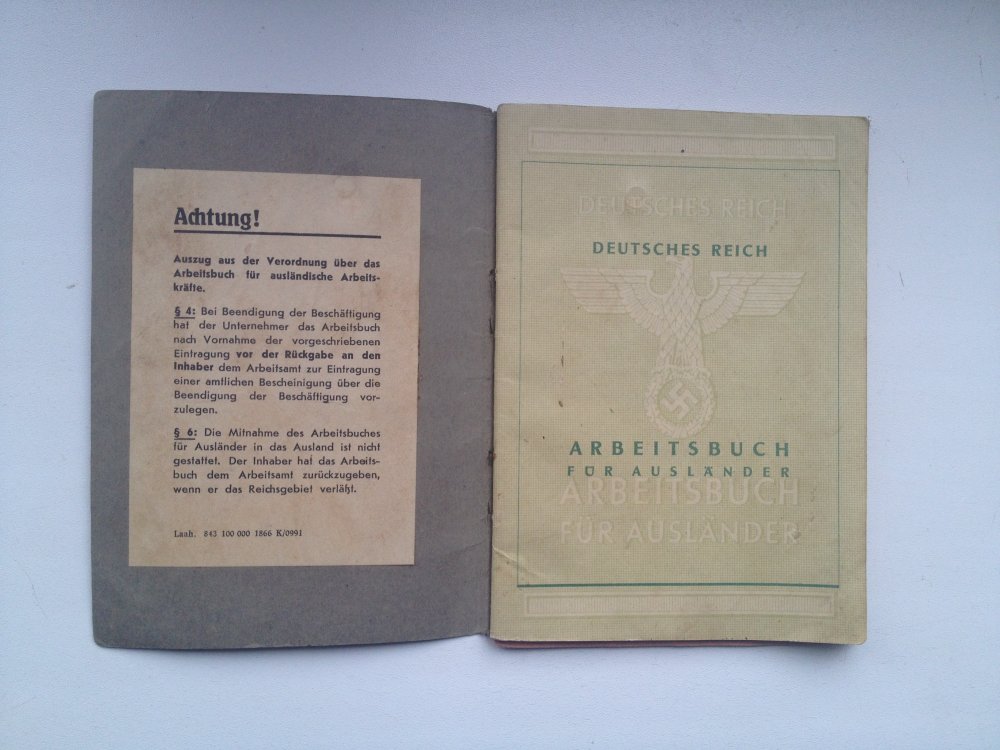 Achtung!
Auszug aus der Verordnung über das
Arbeitsbuch für ausländische Arbeits-
kräfte.
§ 4: Bei Beendigung der Beschäftigung
hat der Unternehmer das Arbeitsbuch
nach Vornahme der vorgeschriebenen
Eintragung vor der Rückgabe an den
Inhaber dem Arbeitsamt zur Eintragung
einer amtlichen Bescheinigung über die
Beendigung der Beschäftigung vor-
zulegen.
§ 6: Die Mitnahme des Arbeitsbuches
für Ausländer in das Ausland ist nicht
gestattet. Der Inhaber hat das Arbeits-
buch dem Arbeitsamt zurückzugeben,
wenn er das Reichsgebiet verläßt.
Laah. 843 100 000 1866 K/0991
DEUTSCHES REICH
DEUTSCHES REICH
ARBEITSBUCH
FÜR AUSLÄNDER
ARBEITSBUCH
FÜR AUSLÄNDER